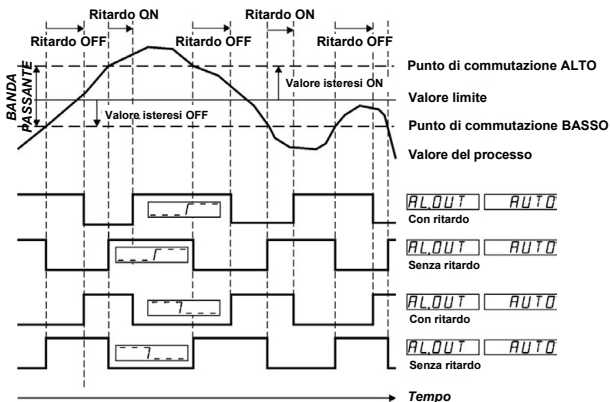 Ritardo ON
Ritardo ON
Ritardo OFF
Ritardo OFF
Ritardo OFF
BANDA PASSANTE
Valore isteresi ON
Valore isteresi OFF
Punto di commutazione ALTO
Valore limite
Punto di commutazione BASSO
Valore del processo
AL.OUT AUTO
Con ritardo
AL.OUT AUTO
Senza ritardo
AL.OUT AUTO
Con ritardo
AL.OUT AUTO
Senza ritardo
Tempo